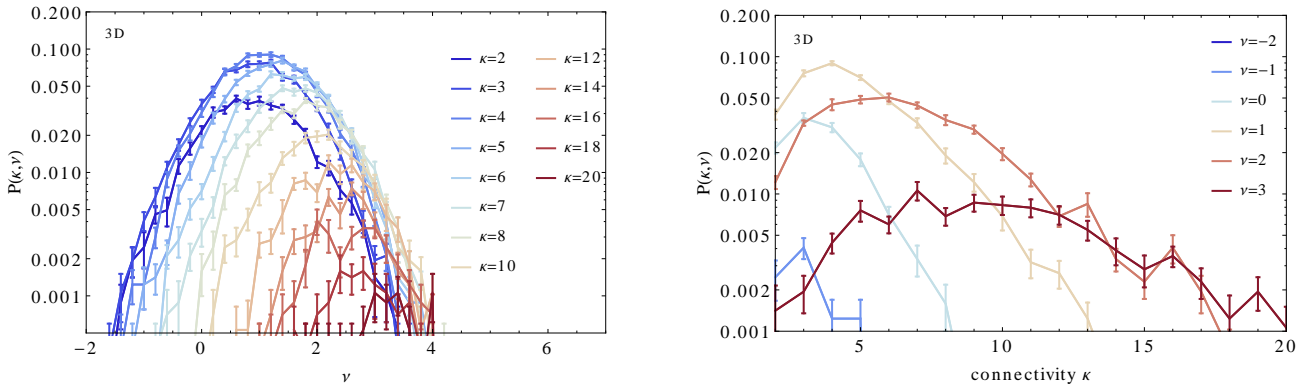 3D
P(κ,ν)
0.200
0.100
0.050
0.020
0.010
0.005
0.002
0.001
κ=2
κ=3
κ=4
κ=5
κ=6
κ=7
κ=8
κ=10
κ=12
κ=14
κ=16
κ=18
κ=20
−2
0
2
4
6
ν
3D
P(κ,ν)
0.200
0.100
0.050
0.020
0.010
0.005
0.002
0.001
ν=−2
ν=−1
ν=0
ν=1
ν=2
ν=3
5
10
15
20
connectivity κ